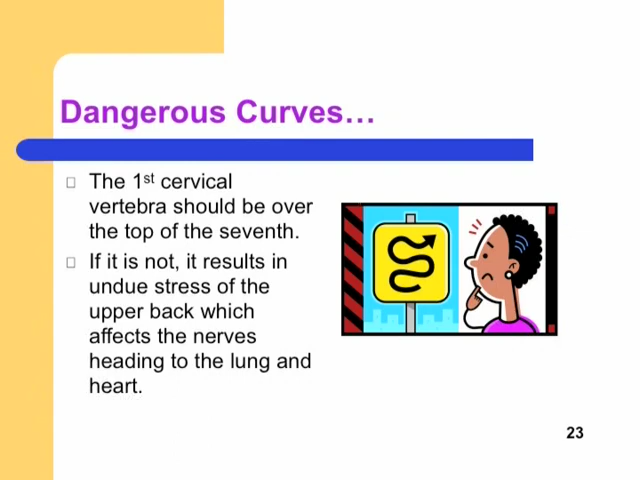 Dangerous Curves…
The 1st cervical
vertebra should be over
the top of the seventh.
If it is not, it results in
undue stress of the
upper back which
affects the nerves
heading to the lung and
heart.
23